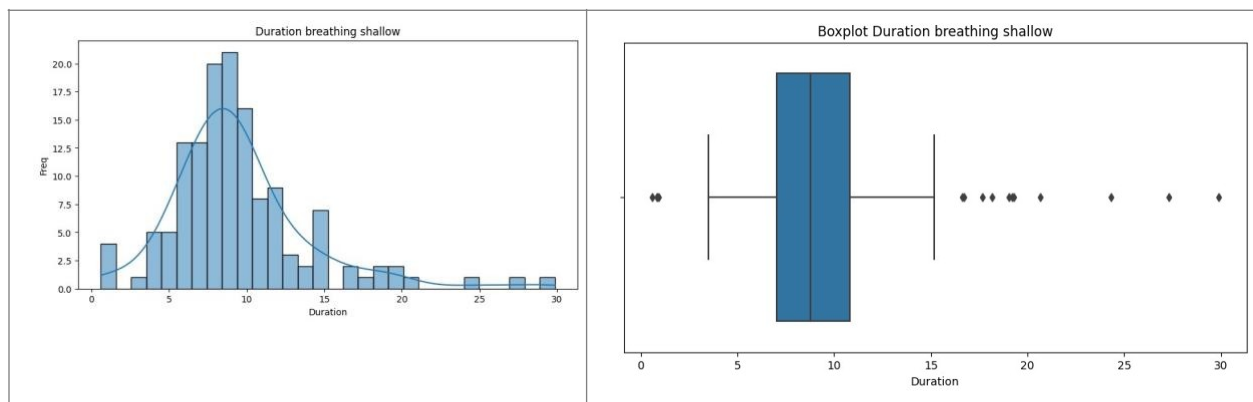 Duration breathing shallow
20.0
17.5
15.0
12.5
10.0
7.5
5.0
2.5
0.0
Freq
0 5 10 15 20 25 30
Duration
Boxplot Duration breathing shallow
0 5 10 15 20 25 30
Duration